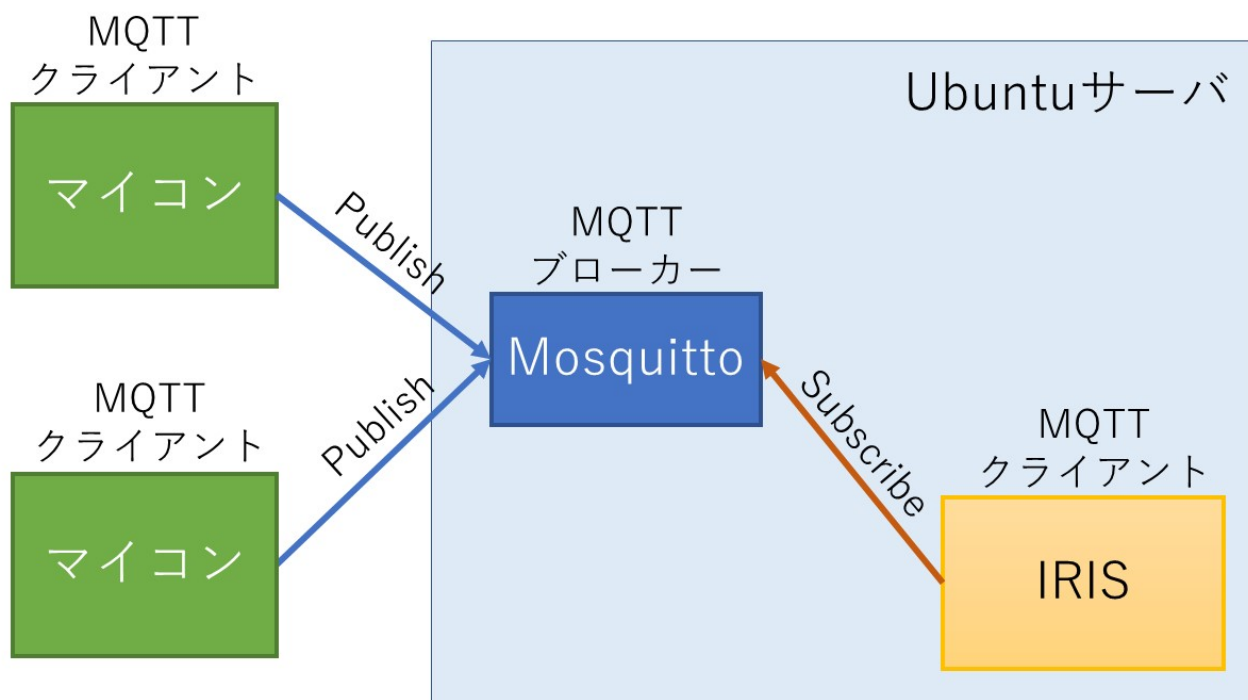 MQTT
クライアント
マイコン
Publish
MQTT
クライアント
マイコン
Publish
Ubuntuサーバ
MQTT
ブローカー
Mosquitto
Subscribe
MQTT
クライアント
IRIS